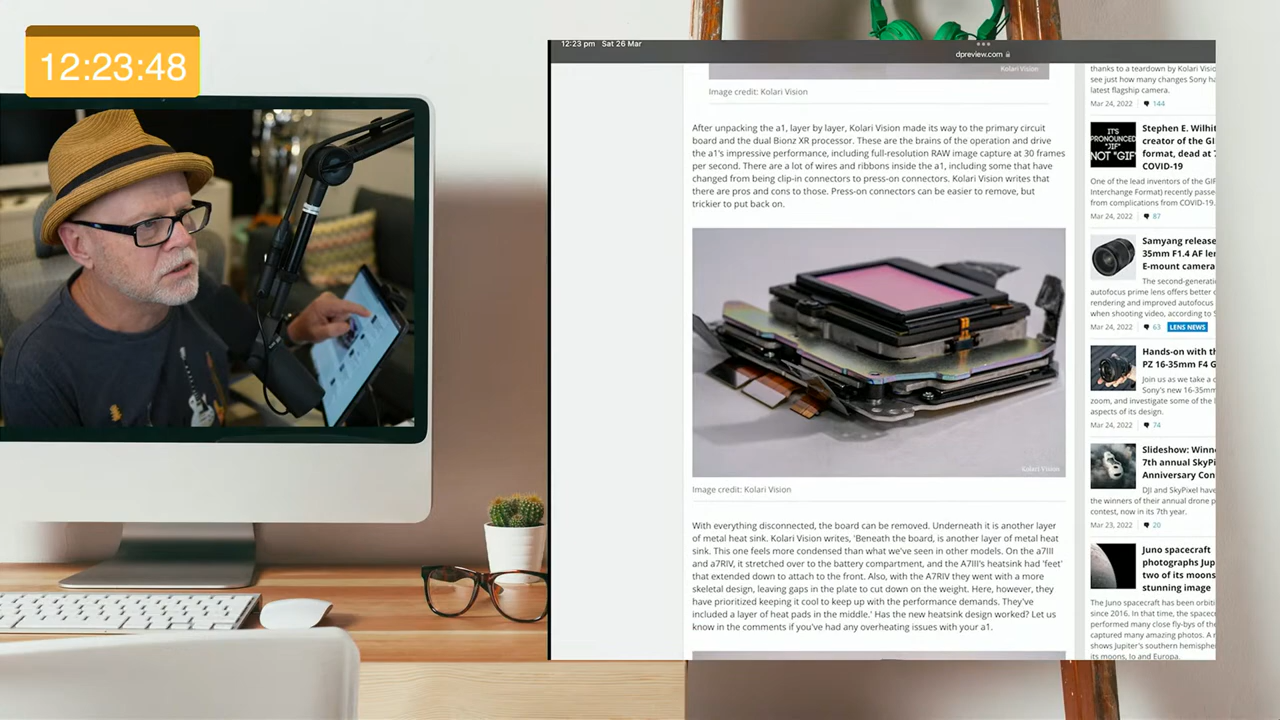 12:23:48
12:23 pm Sat 26 Mar
dpreview.com
Kolari Vision
Image credit: Kolari Vision
After unpacking the a1, layer by layer, Kolari Vision made its way to the primary circuit
board and the dual Bionz XR processor. These are the brains of the operation and drive
the a1's impressive performance, including full-resolution RAW image capture at 30 frames
per second. There are a lot of wires and ribbons inside the a1, including some that have
changed from being clip-in connectors to press-on connectors. Kolari Vision writes that
there are pros and cons to those. Press-on connectors can be easier to remove, but
trickier to put back on.
Kolari Vision
Image credit: Kolari Vision
With everything disconnected, the board can be removed. Underneath it is another layer
of metal heat sink. Kolari Vision writes, 'Beneath the board, is another layer of metal heat
sink. This one feels more condensed than what we've seen in other models. On the a7III
and a7RIV, it stretched over to the battery compartment, and the A7III's heatsink had 'feet'
that extended down to attach to the front. Also, with the A7RIV they went with a more
skeletal design, leaving gaps in the plate to cut down on the weight. Here, however, they
have prioritized keeping it cool to keep up with the performance demands. They've
included a layer of heat pads in the middle.' Has the new heatsink design worked? Let us
know in the comments if you've had any overheating issues with your a1.
thanks to a teardown by Kolari Visi
see just how many changes Sony ha
latest flagship camera.
Mar 24, 2022 144
IT'S
PRONOUNCED
"JIF"
NOT "GIF"
Stephen E. Wilhit
creator of the GI
format, dead at 7
COVID-19
One of the lead inventors of the GIF
Interchange Format) recently passe
from complications from COVID-19.
Mar 24, 2022 87
Samyang release
35mm F1.4 AF len
E-mount camera
The second-generati
autofocus prime lens offers better c
rendering and improved autofocus
when shooting video, according to S
Mar 24, 2022 63 LENS NEWS
Hands-on with th
PZ 16-35mm F4 G
Join us as we take a c
Sony's new 16-35mm
zoom, and investigate some of the l
aspects of its design.
Mar 24, 2022 74
Slideshow: Winn
7th annual SkyPi
Anniversary Con
DJI and SkyPixel have
the winners of their annual drone p
contest, now in its 7th year.
Mar 23, 2022 20
Juno spacecraft
photographs Jup
two of its moons
stunning image
The Juno spacecraft has been orbiti
since 2016. In that time, the spacec
performed many close fly-bys of the
captured many amazing photos. A r
shows Jupiter's southern hemispher
its moons, Io and Europa.